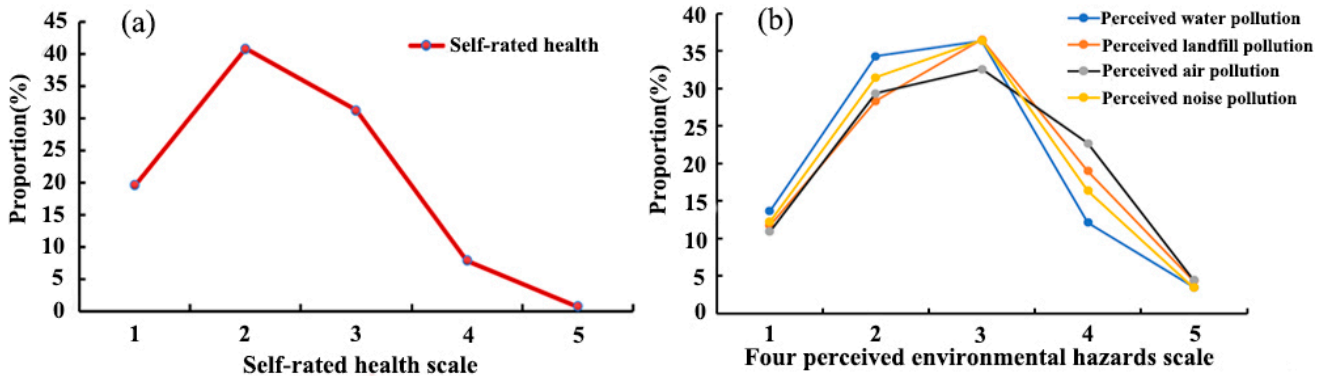 (a)
Self-rated health
Proportion(%)
45
40
35
30
25
20
15
10
5
0
1 2 3 4 5
Self-rated health scale
(b)
Perceived water pollution
Perceived landfill pollution
Perceived air pollution
Perceived noise pollution
Proportion(%)
40
35
30
25
20
15
10
5
0
1 2 3 4 5
Four perceived environmental hazards scale